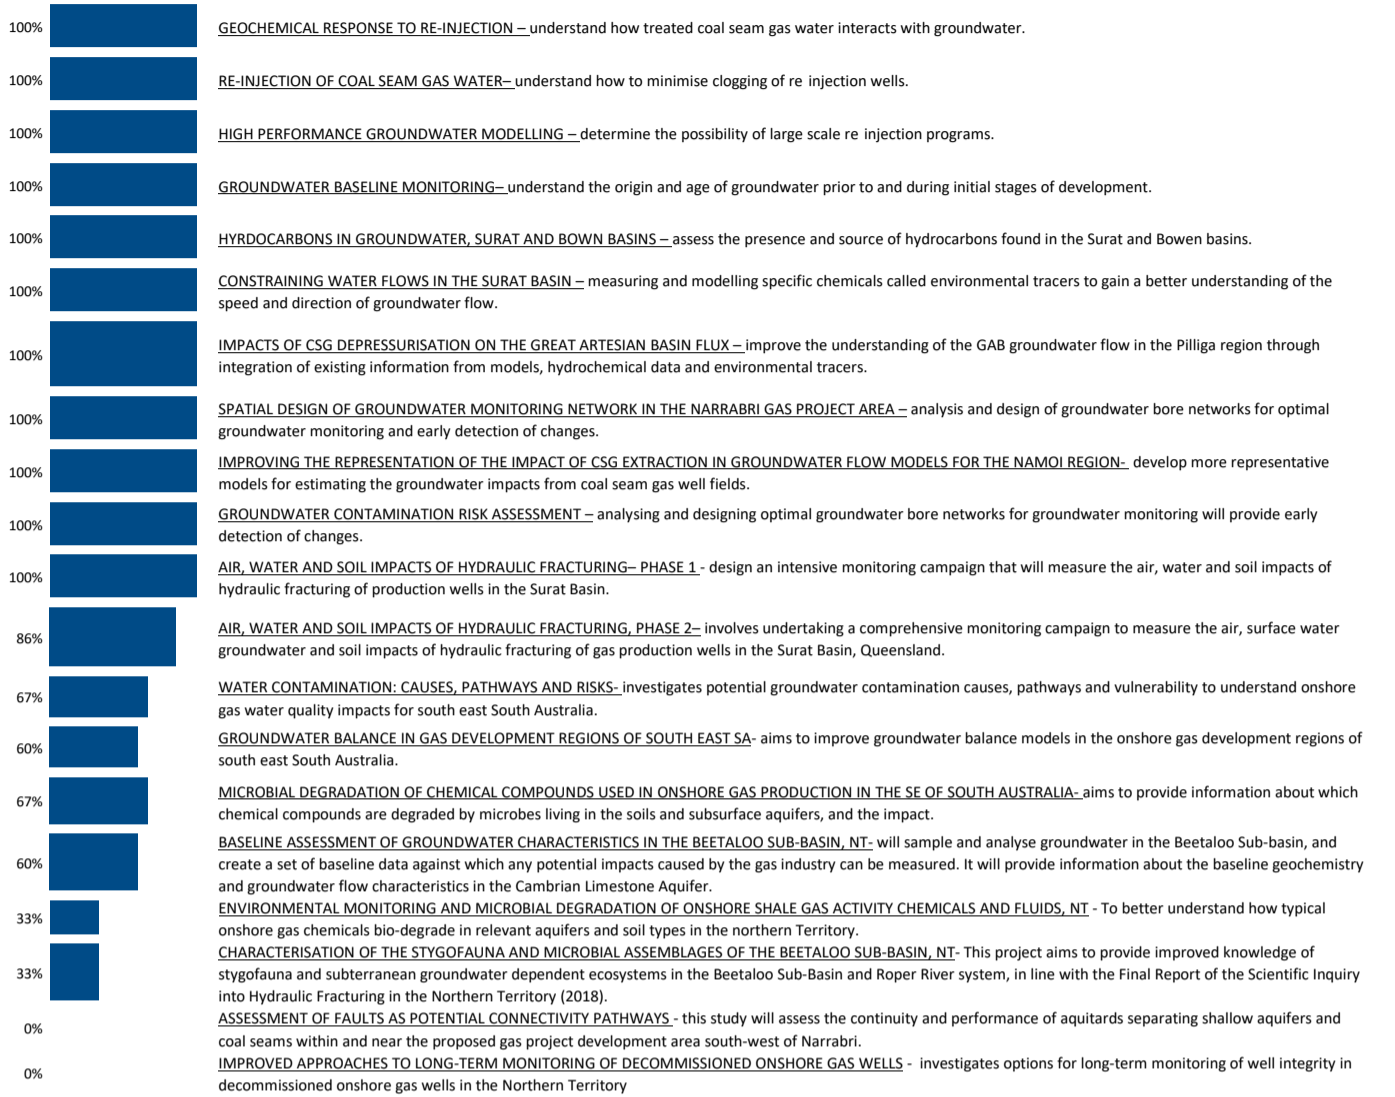 100% GEOCHEMICAL RESPONSE TO RE-INJECTION – understand how treated coal seam gas water interacts with groundwater.
100% RE-INJECTION OF COAL SEAM GAS WATER– understand how to minimise clogging of re injection wells.
100% HIGH PERFORMANCE GROUNDWATER MODELLING – determine the possibility of large scale re injection programs.
100% GROUNDWATER BASELINE MONITORING– understand the origin and age of groundwater prior to and during initial stages of development.
100% HYRDOCARBONS IN GROUNDWATER, SURAT AND BOWN BASINS – assess the presence and source of hydrocarbons found in the Surat and Bowen basins.
100% CONSTRAINING WATER FLOWS IN THE SURAT BASIN – measuring and modelling specific chemicals called environmental tracers to gain a better understanding of the
speed and direction of groundwater flow.
100% IMPACTS OF CSG DEPRESSURISATION ON THE GREAT ARTESIAN BASIN FLUX – improve the understanding of the GAB groundwater flow in the Pilliga region through
integration of existing information from models, hydrochemical data and environmental tracers.
100% SPATIAL DESIGN OF GROUNDWATER MONITORING NETWORK IN THE NARRABRI GAS PROJECT AREA – analysis and design of groundwater bore networks for optimal
groundwater monitoring and early detection of changes.
100% IMPROVING THE REPRESENTATION OF THE IMPACT OF CSG EXTRACTION IN GROUNDWATER FLOW MODELS FOR THE NAMOI REGION- develop more representative
models for estimating the groundwater impacts from coal seam gas well fields.
100% GROUNDWATER CONTAMINATION RISK ASSESSMENT – analysing and designing optimal groundwater bore networks for groundwater monitoring will provide early
detection of changes.
100% AIR, WATER AND SOIL IMPACTS OF HYDRAULIC FRACTURING– PHASE 1 - design an intensive monitoring campaign that will measure the air, water and soil impacts of
hydraulic fracturing of production wells in the Surat Basin.
86% AIR, WATER AND SOIL IMPACTS OF HYDRAULIC FRACTURING, PHASE 2– involves undertaking a comprehensive monitoring campaign to measure the air, surface water
groundwater and soil impacts of hydraulic fracturing of gas production wells in the Surat Basin, Queensland.
67% WATER CONTAMINATION: CAUSES, PATHWAYS AND RISKS- investigates potential groundwater contamination causes, pathways and vulnerability to understand onshore
gas water quality impacts for south east South Australia.
60% GROUNDWATER BALANCE IN GAS DEVELOPMENT REGIONS OF SOUTH EAST SA- aims to improve groundwater balance models in the onshore gas development regions of
south east South Australia.
67% MICROBIAL DEGRADATION OF CHEMICAL COMPOUNDS USED IN ONSHORE GAS PRODUCTION IN THE SE OF SOUTH AUSTRALIA- aims to provide information about which
chemical compounds are degraded by microbes living in the soils and subsurface aquifers, and the impact.
60% BASELINE ASSESSMENT OF GROUNDWATER CHARACTERISTICS IN THE BEETALOO SUB-BASIN, NT- will sample and analyse groundwater in the Beetaloo Sub-basin, and
create a set of baseline data against which any potential impacts caused by the gas industry can be measured. It will provide information about the baseline geochemistry
and groundwater flow characteristics in the Cambrian Limestone Aquifer.
33% ENVIRONMENTAL MONITORING AND MICROBIAL DEGRADATION OF ONSHORE SHALE GAS ACTIVITY CHEMICALS AND FLUIDS, NT - To better understand how typical
onshore gas chemicals bio-degrade in relevant aquifers and soil types in the northern Territory.
33% CHARACTERISATION OF THE STYGOFAUNA AND MICROBIAL ASSEMBLAGES OF THE BEETALOO SUB-BASIN, NT- This project aims to provide improved knowledge of
stygofauna and subterranean groundwater dependent ecosystems in the Beetaloo Sub-Basin and Roper River system, in line with the Final Report of the Scientific Inquiry
into Hydraulic Fracturing in the Northern Territory (2018).
0% ASSESSMENT OF FAULTS AS POTENTIAL CONNECTIVITY PATHWAYS - this study will assess the continuity and performance of aquitards separating shallow aquifers and
coal seams within and near the proposed gas project development area south-west of Narrabri.
0% IMPROVED APPROACHES TO LONG-TERM MONITORING OF DECOMMISSIONED ONSHORE GAS WELLS - investigates options for long-term monitoring of well integrity in
decommissioned onshore gas wells in the Northern Territory